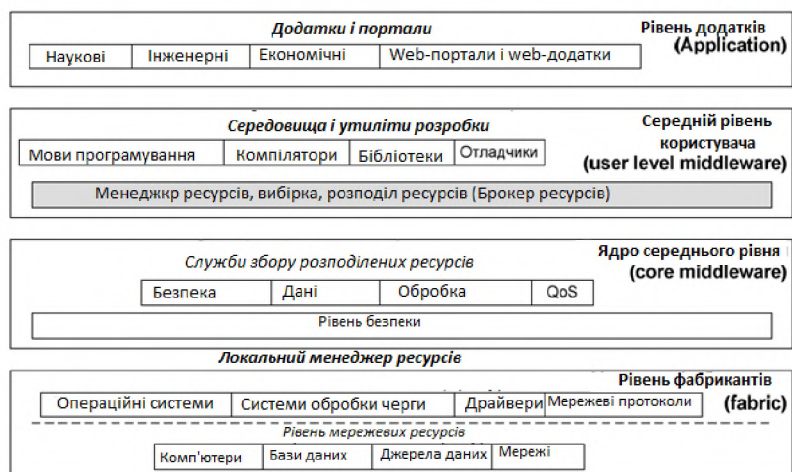 Додатки і портали
Рівень додатків
(Application)
Наукові Інженерні Економічні Web-портали і web-додатки
Середовища і утиліти розробки
Середній рівень
користувача
(user level middleware)
Мови програмування Компілятори Бібліотеки Отладчики
Менеджкр ресурсів, вибірка, розподіл ресурсів (Брокер ресурсів)
Ядро середнього рівня
(core middleware)
Служби збору розподілених ресурсів
Безпека Дані Обробка QoS
Рівень безпеки
Локальний менеджер ресурсів
Рівень фабрикантів
(fabric)
Операційні системи Системи обробки черги Драйвери Мережеві протоколи
Рівень мережевих ресурсів
Комп'ютери Бази даних Джерела даних Мережі